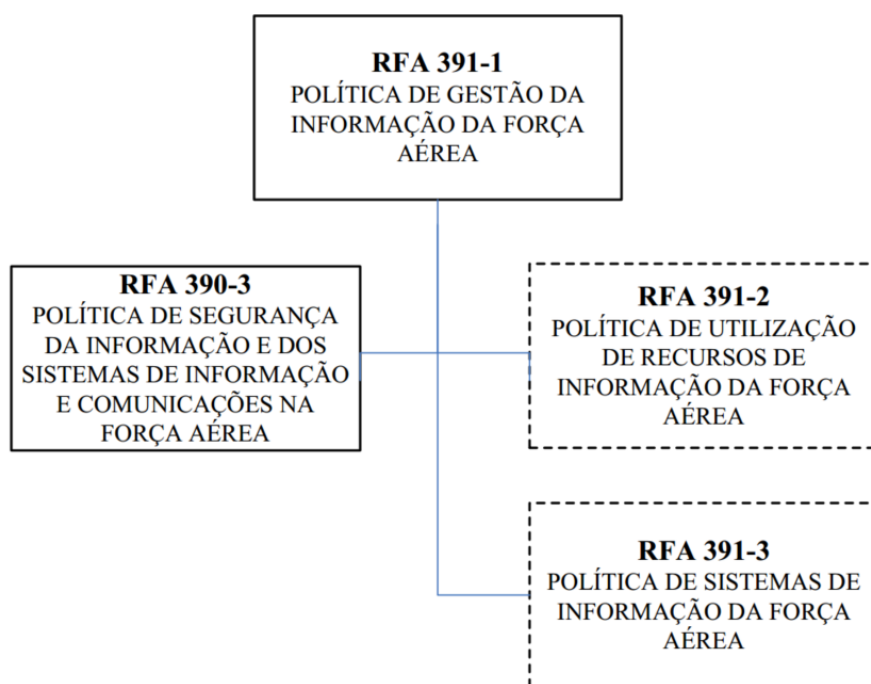 RFA 391-1
POLÍTICA DE GESTÃO DA
INFORMAÇÃO DA FORÇA
AÉREA
RFA 390-3
POLÍTICA DE SEGURANÇA
DA INFORMAÇÃO E DOS
SISTEMAS DE INFORMAÇÃO
E COMUNICAÇÕES NA
FORÇA AÉREA
RFA 391-2
POLÍTICA DE UTILIZAÇÃO
DE RECURSOS DE
INFORMAÇÃO DA FORÇA
AÉREA
RFA 391-3
POLÍTICA DE SISTEMAS DE
INFORMAÇÃO DA FORÇA
AÉREA